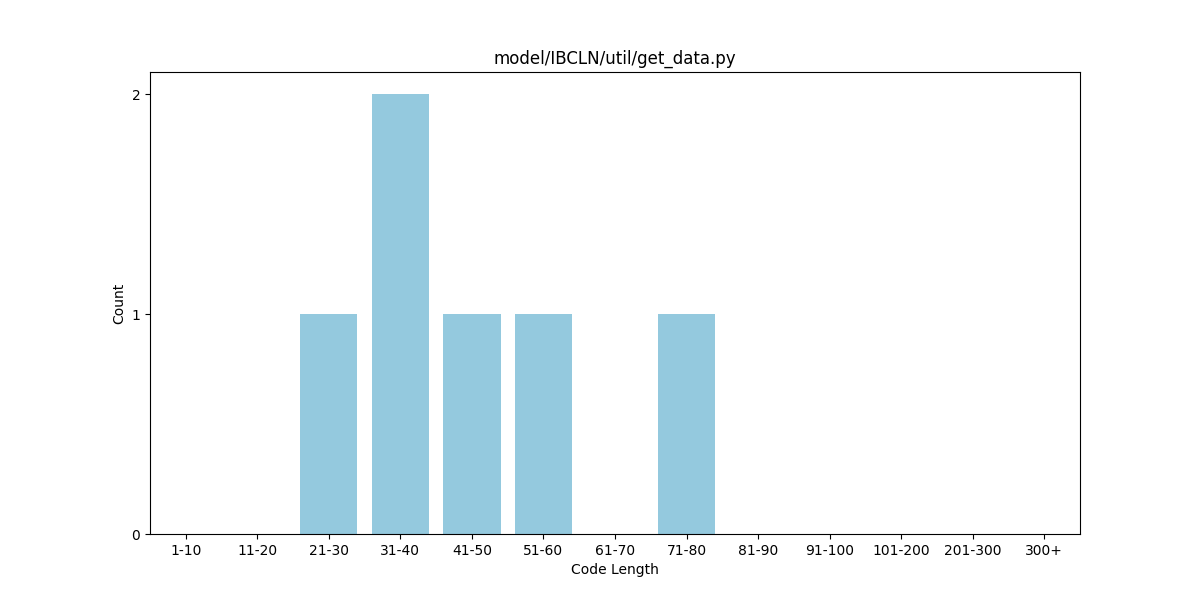 model/IBCLN/util/get_data.py
Count
2
1
0
1-10 11-20 21-30 31-40 41-50 51-60 61-70 71-80 81-90 91-100 101-200 201-300 300+
Code Length